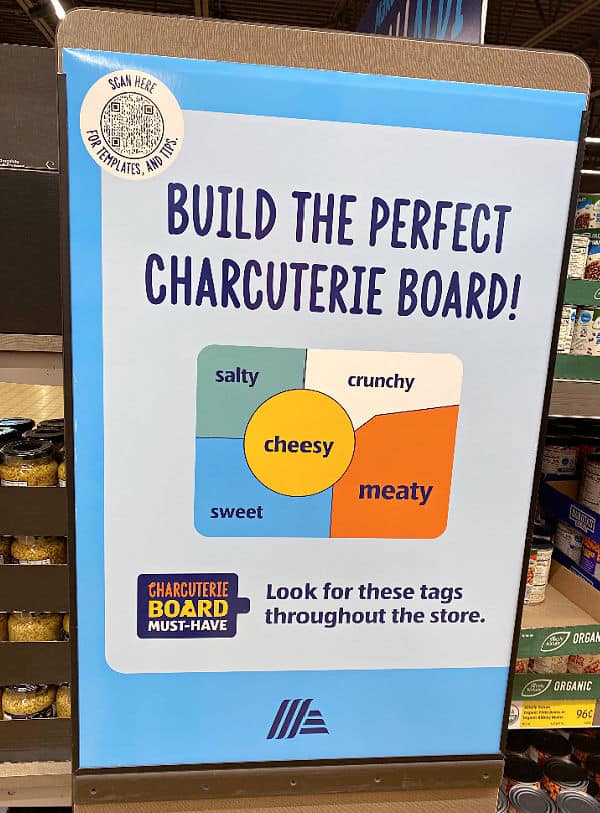 SCAN HERE
FOR TEMPLATES, AND TIPS.
BUILD THE PERFECT
CHARCUTERIE BOARD!
salty
crunchy
cheesy
meaty
sweet
CHARCUTERIE
BOARD
MUST-HAVE
Look for these tags
throughout the store.
ORGAN
ORGANIC
96¢